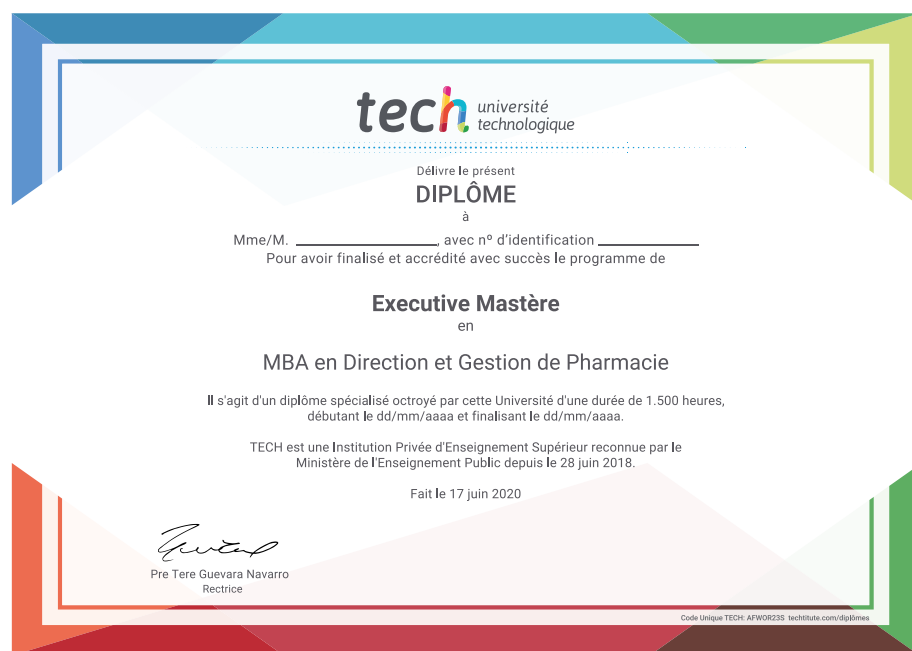 tech université
technologique
Délivre le présent
DIPLÔME
à
Mme/M. ____________________, avec nº d'identification ______________
Pour avoir finalisé et accrédité avec succès le programme de
Executive Mastère
en
MBA en Direction et Gestion de Pharmacie
Il s'agit d'un diplôme spécialisé octroyé par cette Université d'une durée de 1.500 heures,
débutant le dd/mm/aaaa et finalisant le dd/mm/aaaa.
TECH est une Institution Privée d'Enseignement Supérieur reconnue par le
Ministère de l'Enseignement Public depuis le 28 juin 2018.
Fait le 17 juin 2020
Pre Tere Guevara Navarro
Rectrice
Code Unique TECH: AFWOR23S techtitute.com/diplômes